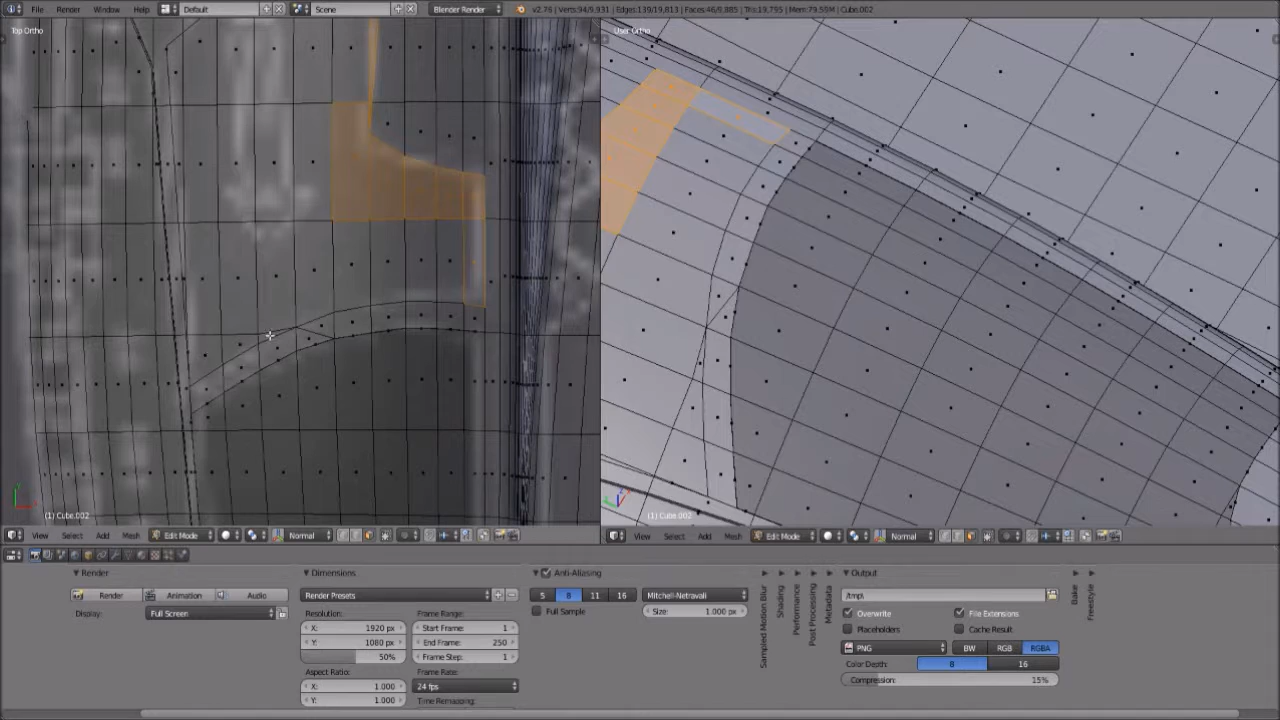 File Render Window Help Default Scene Blender Render v2.76 | Verts:94/9,931 | Edges:139/19,813 | Faces:46/9,885 | Tris:19,795 | Mem:79.59M | Cube.002
Top Ortho User Ortho
(1) Cube.002 (1) Cube.002
View Select Add Mesh Edit Mode Normal View Select Add Mesh Edit Mode Normal
Render Dimensions Anti-Aliasing Output
Render Animation Audio Render Presets 5 8 11 16 Mitchell-Netravali /tmp\
Display: Full Screen Resolution: Frame Range: Full Sample Size: 1.000 px Overwrite File Extensions
X: 1920 px Start Frame: 1 Placeholders Cache Result
Y: 1080 px End Frame: 250 PNG BW RGB RGBA
50% Frame Step: 1 Color Depth: 8 16
Aspect Ratio: Frame Rate: Compression: 15%
X: 1.000 24 fps
Y: 1.000 Time Remapping:
Sampled Motion Blur
Shading
Performance
Post Processing
Metadata
Bake
Freestyle